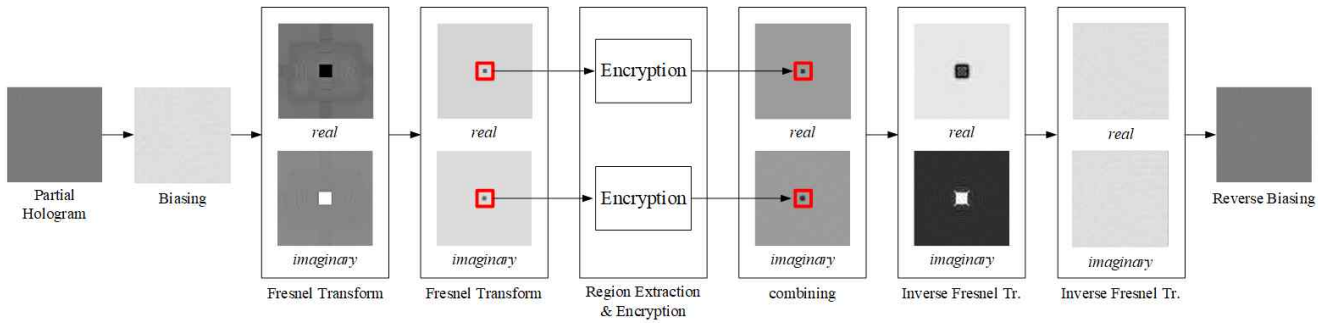 Partial
Hologram
Biasing
real
imaginary
Fresnel Transform
real
imaginary
Fresnel Transform
Encryption
Encryption
Region Extraction
& Encryption
real
imaginary
combining
real
imaginary
Inverse Fresnel Tr.
real
imaginary
Inverse Fresnel Tr.
Reverse Biasing